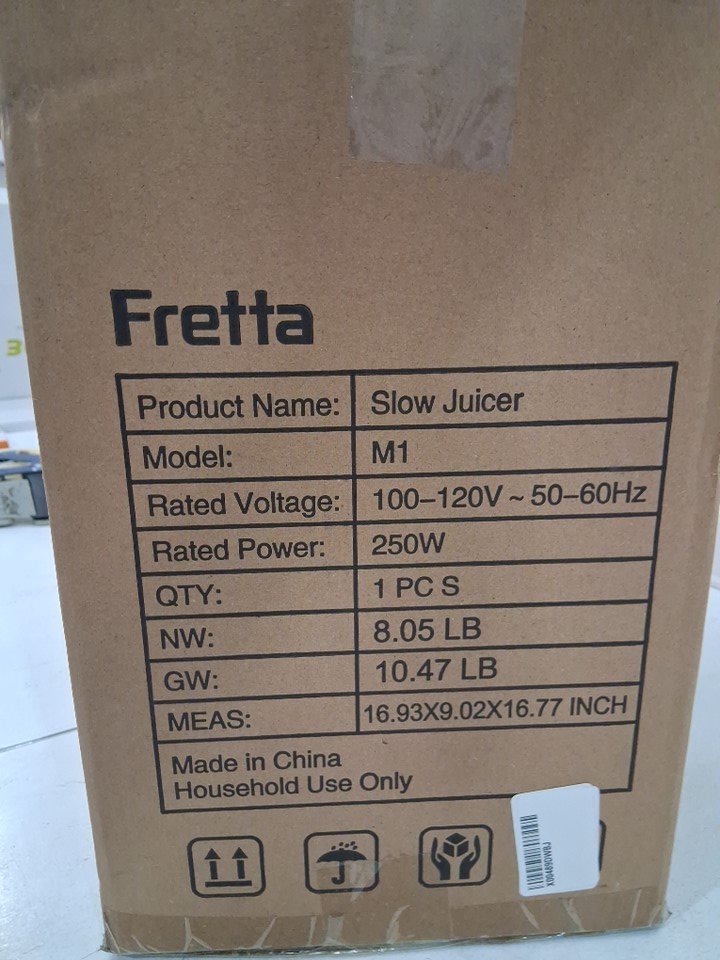 Fretta
Product Name: Slow Juicer
Model: M1
Rated Voltage: 100–120V ~ 50–60Hz
Rated Power: 250W
QTY: 1 PC S
NW: 8.05 LB
GW: 10.47 LB
MEAS: 16.93X9.02X16.77 INCH
Made in China
Household Use Only